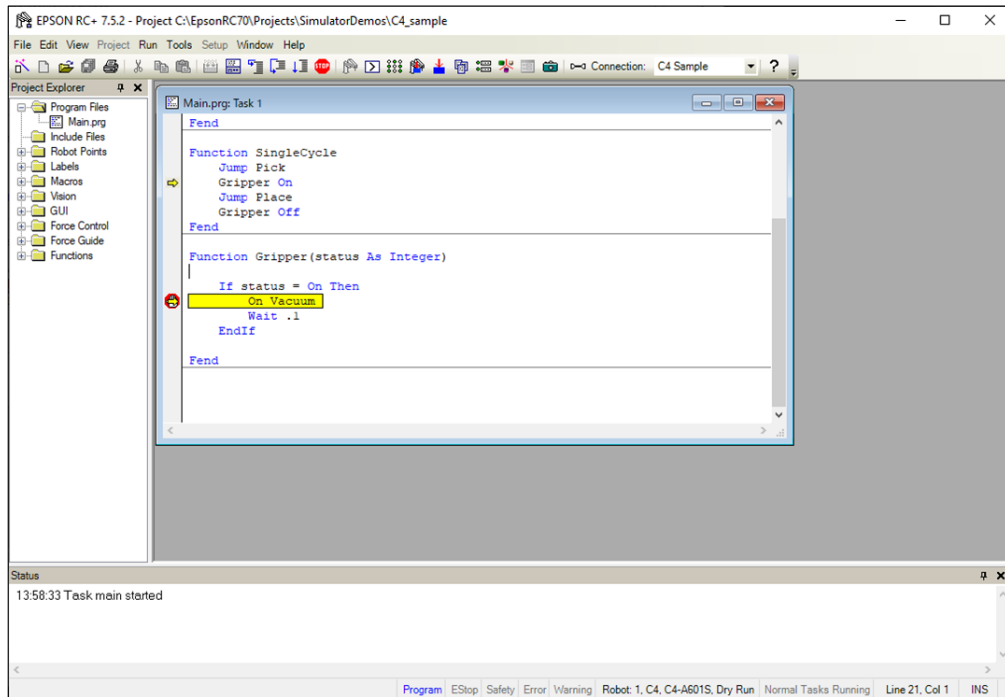 EPSON RC+ 7.5.2 - Project C:\EpsonRC70\Projects\SimulatorDemos\C4_sample
File Edit View Project Run Tools Setup Window Help
STOP Connection: C4 Sample ?
Project Explorer
Program Files
Main.prg
Include Files
Robot Points
Labels
Macros
Vision
GUI
Force Control
Force Guide
Functions
Main.prg: Task 1
Fend
Function SingleCycle
Jump Pick
Gripper On
Jump Place
Gripper Off
Fend
Function Gripper(status As Integer)
If status = On Then
On Vacuum
Wait .1
EndIf
Fend
Status
13:58:33 Task main started
Program EStop Safety Error Warning Robot: 1, C4, C4-A601S, Dry Run Normal Tasks Running Line 21, Col 1 INS